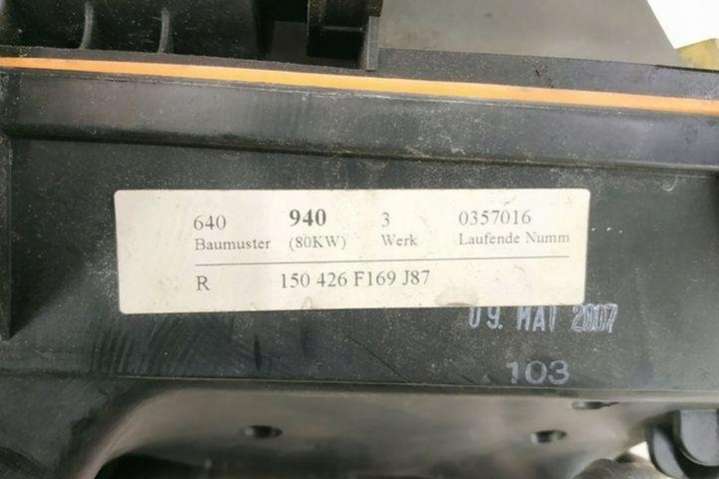 640 940 3 0357016
Baumuster (80KW) Werk Laufende Numm
R 150 426 F169 J87
09. MAI 2007
103